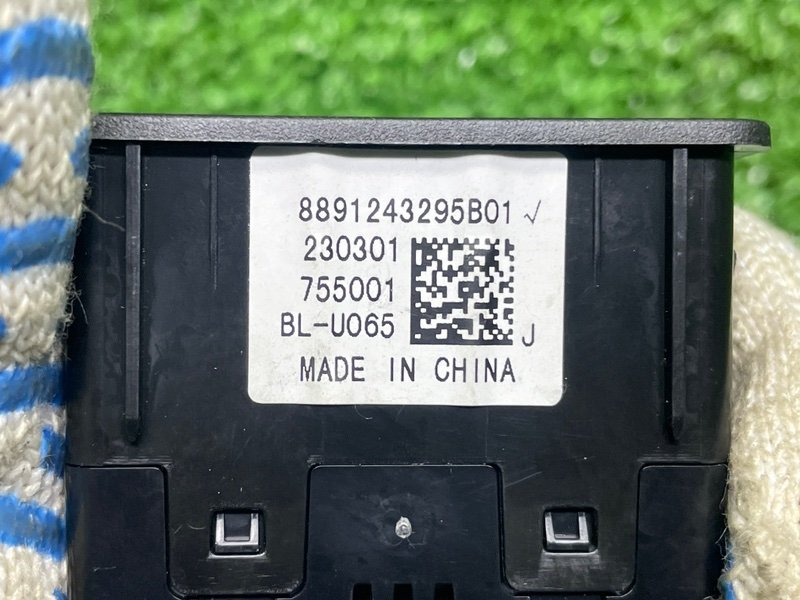 8891243295B01 √
230301
755001
BL-U065
J
MADE IN CHINA